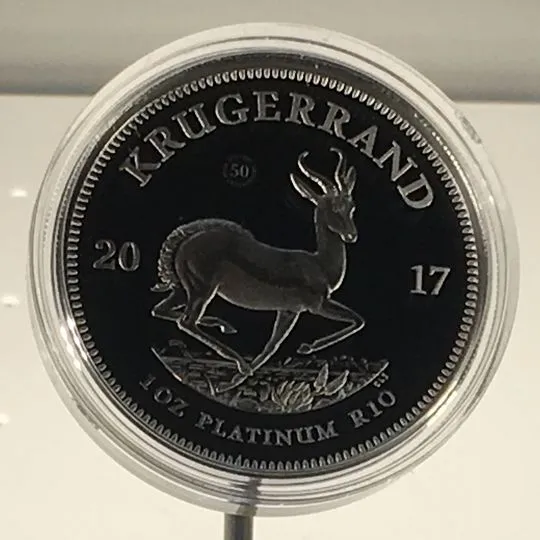 KRUGERRAND
50
20 17
1 OZ PLATINUM R10